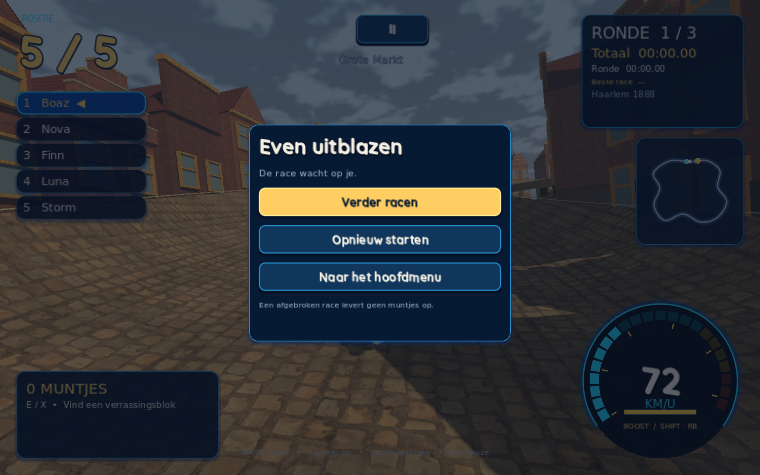 POSITIE
5 / 5
1 Boaz ◀
2 Nova
3 Finn
4 Luna
5 Storm
Grote Markt
RONDE 1 / 3
Totaal 00:00.00
Ronde 00:00.00
Beste race —
Haarlem 1888
Even uitblazen
De race wacht op je.
Verder racen
Opnieuw starten
Naar het hoofdmenu
Een afgebroken race levert geen muntjes op.
0 MUNTJES
E / X • Vind een verrassingsblok
72
KM/U
BOOST / SHIFT · RB